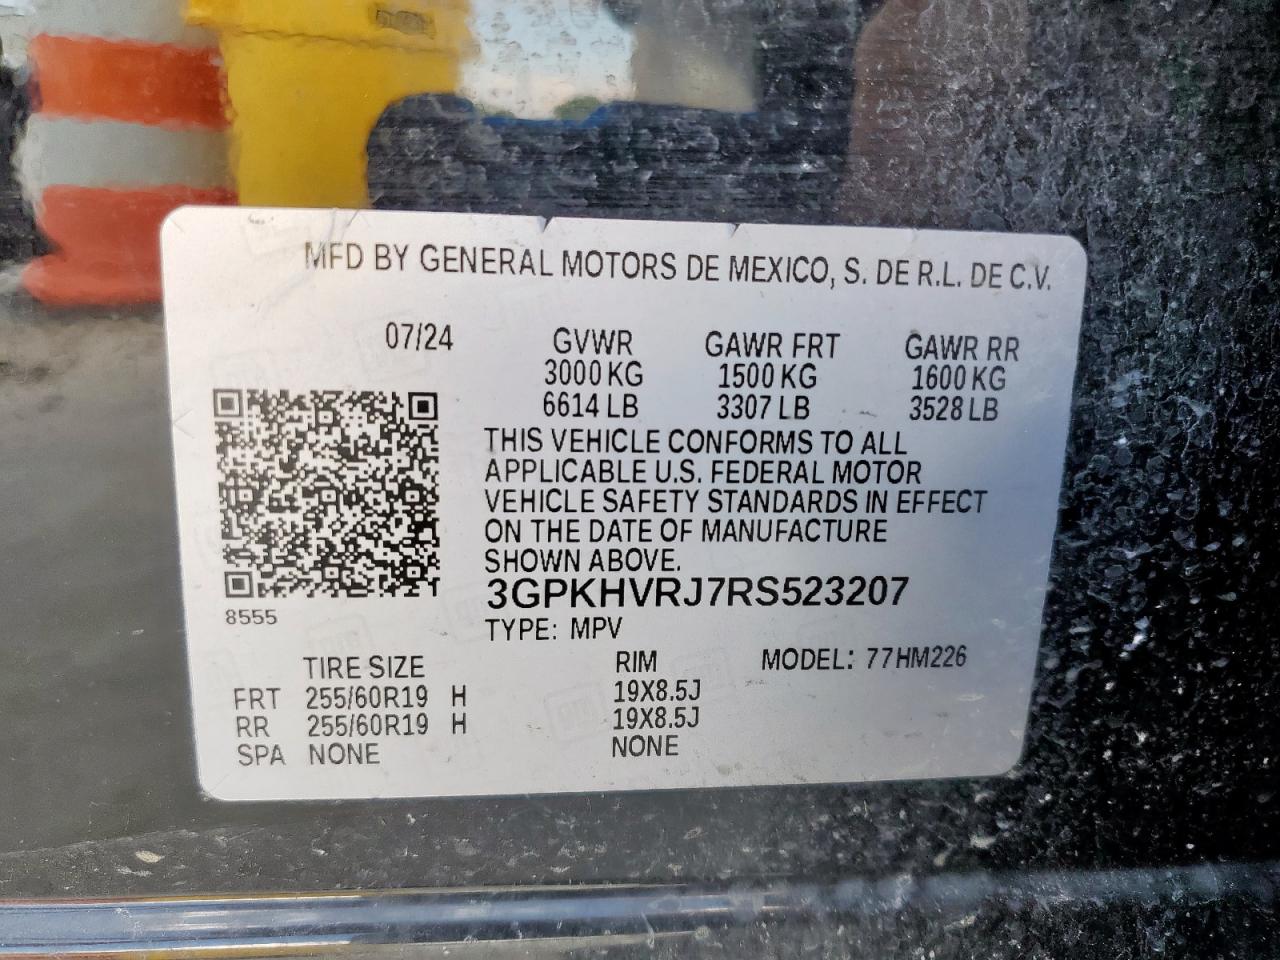 MFD BY GENERAL MOTORS DE MEXICO, S. DE R.L. DE C.V.
07/24 GVWR GAWR FRT GAWR RR
3000 KG 1500 KG 1600 KG
6614 LB 3307 LB 3528 LB
THIS VEHICLE CONFORMS TO ALL
APPLICABLE U.S. FEDERAL MOTOR
VEHICLE SAFETY STANDARDS IN EFFECT
ON THE DATE OF MANUFACTURE
SHOWN ABOVE.
3GPKHVRJ7RS523207
8555
TYPE: MPV
TIRE SIZE RIM MODEL: 77HM226
FRT 255/60R19 H 19X8.5J
RR 255/60R19 H 19X8.5J
SPA NONE NONE